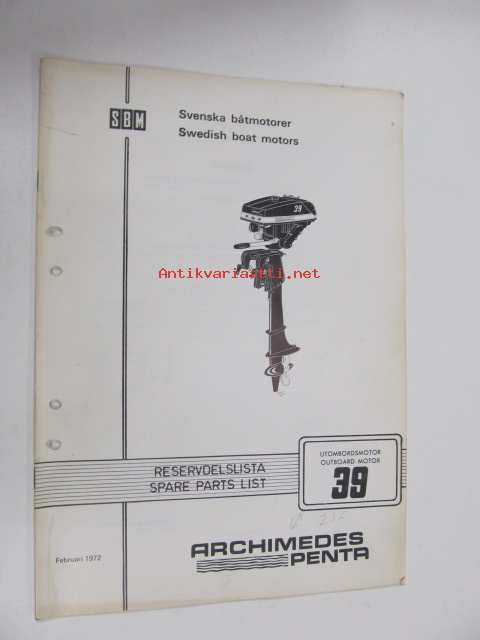 SBM
Svenska båtmotorer
Swedish boat motors
39
Antikvariaatti.net
RESERVDELSLISTA
SPARE PARTS LIST
UTOMBORDSMOTOR
OUTBOARD MOTOR
39
ARCHIMEDES
PENTA
Februari 1972